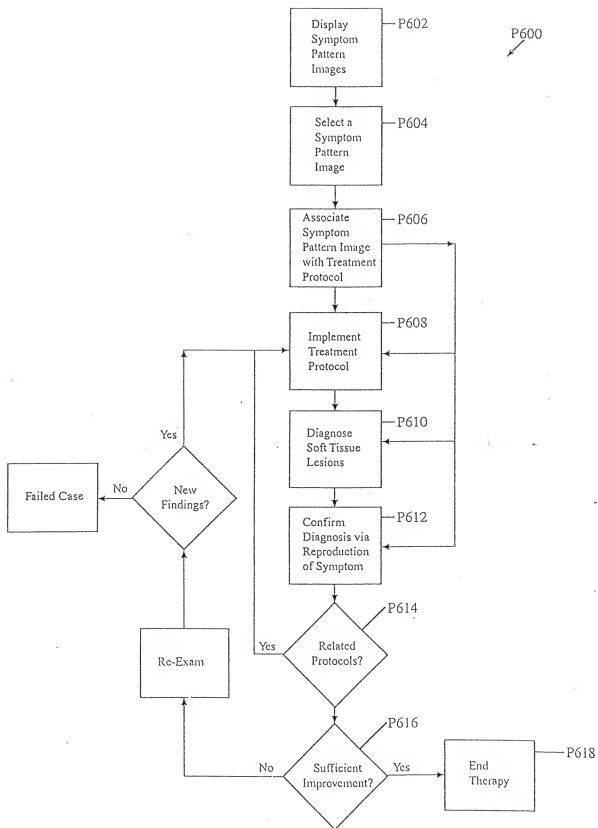 Display
Symptom
Pattern
Images
P602
P600
Select a
Symptom
Pattern
Image
P604
Associate
Symptom
Pattern Image
with Treatment
Protocol
P606
Implement
Treatment
Protocol
P608
Diagnose
Soft Tissue
Lesions
P610
Yes
Failed Case
No
New
Findings?
Confirm
Diagnosis via
Reproduction
of Symptom
P612
Re-Exam
Yes
Related
Protocols?
P614
No
Sufficient
Improvement?
P616
Yes
End
Therapy
P618